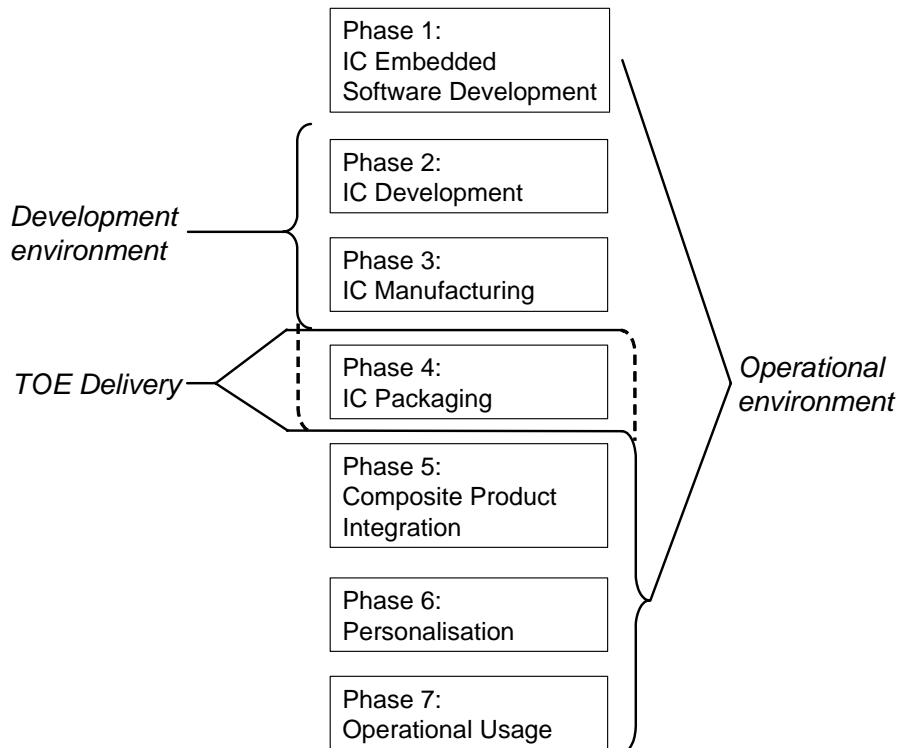 Phase 1:
IC Embedded
Software Development
Phase 2:
IC Development
Development
environment
Phase 3:
IC Manufacturing
TOE Delivery
Phase 4:
IC Packaging
Operational
environment
Phase 5:
Composite Product
Integration
Phase 6:
Personalisation
Phase 7:
Operational Usage